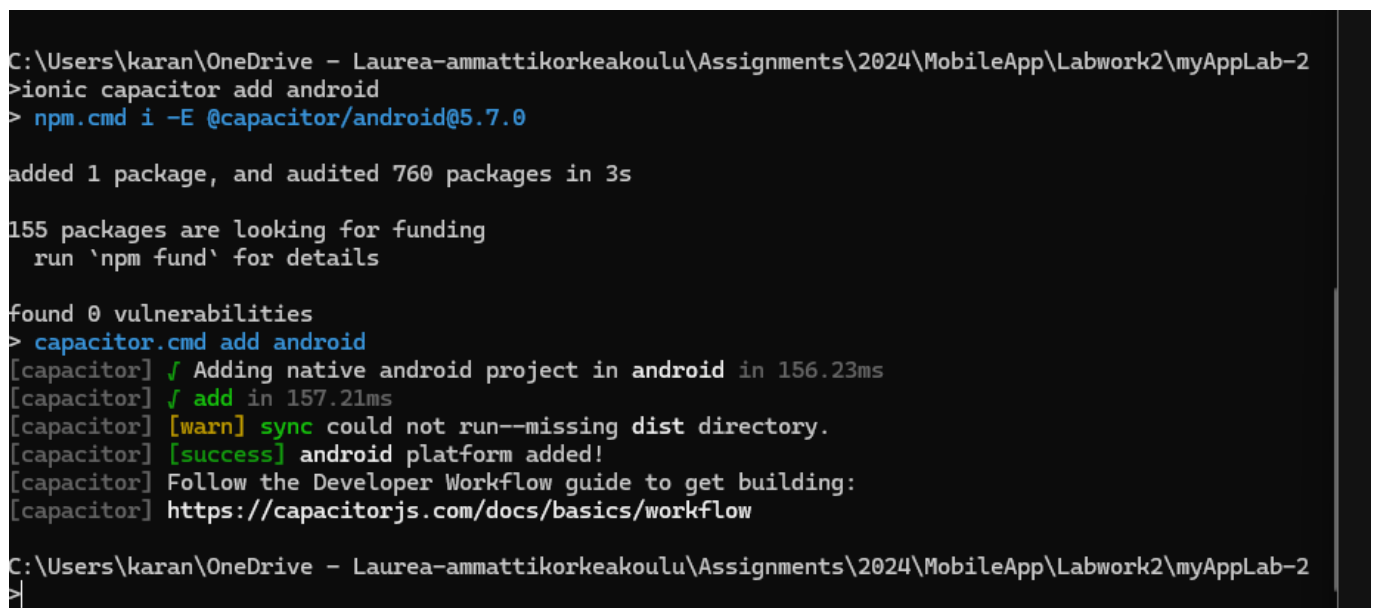 C:\Users\karan\OneDrive - Laurea-ammattikorkeakoulu\Assignments\2024\MobileApp\Labwork2\myAppLab-2
>ionic capacitor add android
> npm.cmd i -E @capacitor/android@5.7.0
added 1 package, and audited 760 packages in 3s
155 packages are looking for funding
run `npm fund` for details
found 0 vulnerabilities
> capacitor.cmd add android
[capacitor] √ Adding native android project in android in 156.23ms
[capacitor] √ add in 157.21ms
[capacitor] [warn] sync could not run--missing dist directory.
[capacitor] [success] android platform added!
[capacitor] Follow the Developer Workflow guide to get building:
[capacitor] https://capacitorjs.com/docs/basics/workflow
C:\Users\karan\OneDrive - Laurea-ammattikorkeakoulu\Assignments\2024\MobileApp\Labwork2\myAppLab-2
>